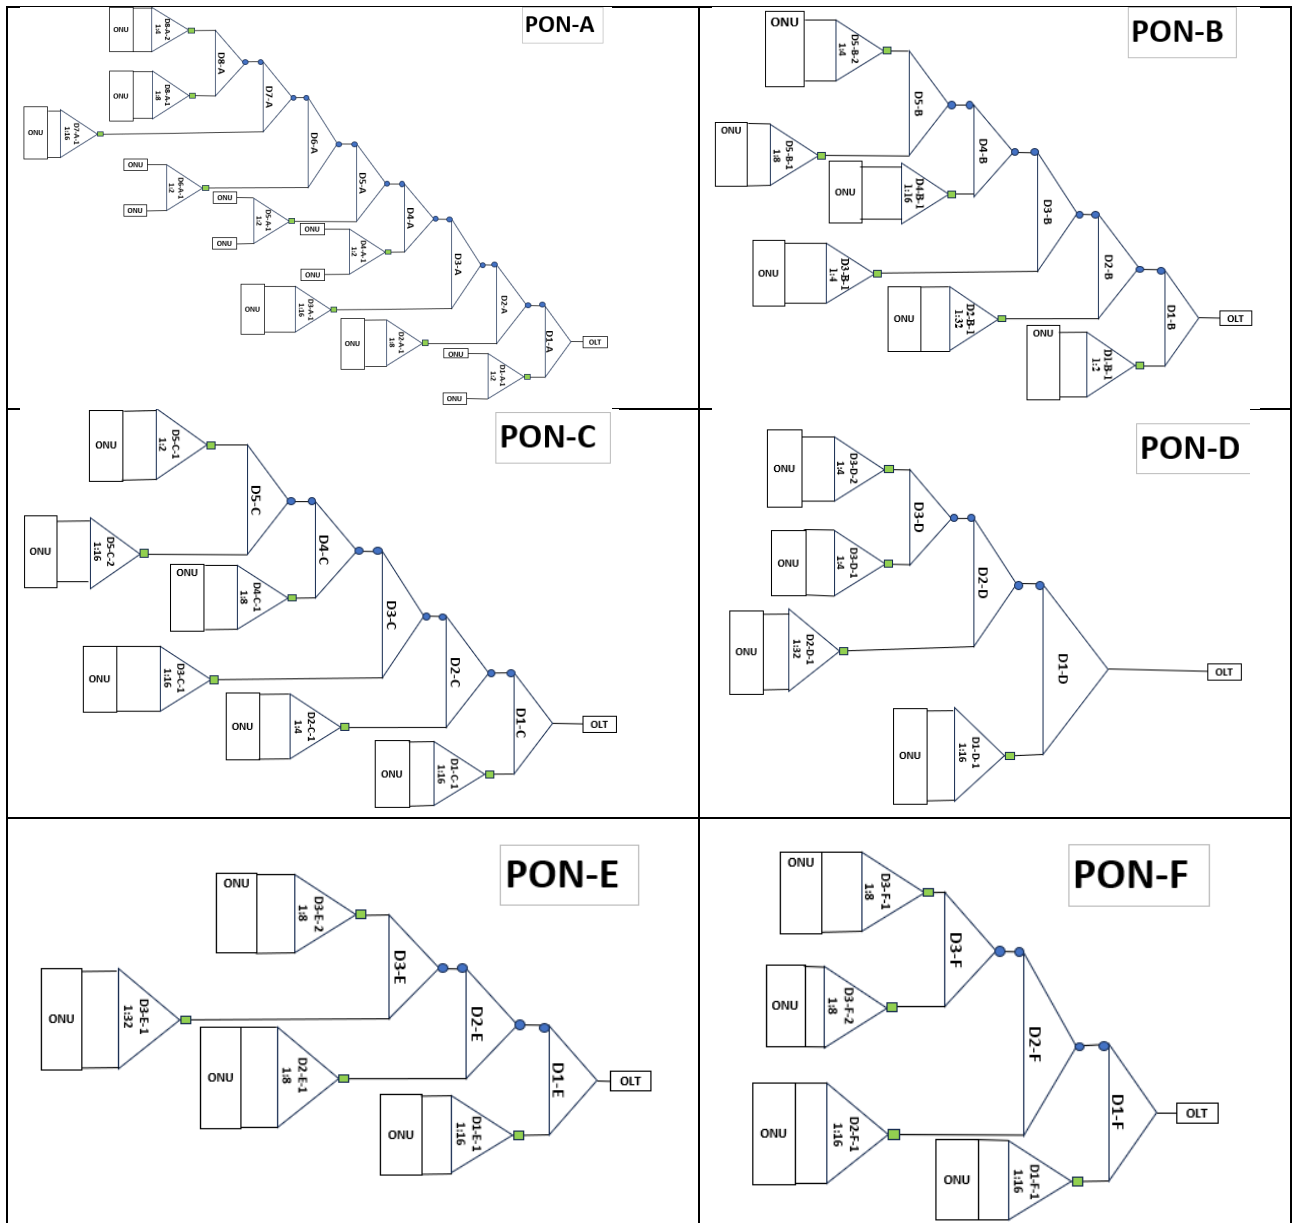 PON-A
D8-A-2
1:4
ONU
D8-A
D8-A-1
1:8
ONU
D7-A
D7-A-1
1:16
ONU
D6-A
D6-A-1
1:2
ONU
ONU
D5-A
D5-A-1
1:2
ONU
ONU
D4-A
D4-A-1
1:2
ONU
ONU
D3-A
D3-A-1
1:16
ONU
D2-A
D2-A-1
1:8
ONU
D1-A
D1-A-1
1:2
ONU
ONU
OLT
PON-B
ONU
D5-B-2
1:4
D5-B
ONU
D5-B-1
1:8
D4-B
ONU
D4-B-1
1:16
D3-B
ONU
D3-B-1
1:4
D2-B
ONU
D2-B-1
1:32
D1-B
ONU
D1-B-1
1:2
OLT
PON-C
ONU
D5-C-1
1:2
D5-C
ONU
D5-C-2
1:16
D4-C
ONU
D4-C-1
1:8
D3-C
ONU
D3-C-1
1:16
D2-C
ONU
D2-C-1
1:4
D1-C
ONU
D1-C-1
1:16
OLT
PON-D
ONU
D3-D-2
1:4
D3-D
ONU
D3-D-1
1:4
D2-D
ONU
D2-D-1
1:32
D1-D
ONU
D1-D-1
1:16
OLT
PON-E
ONU
D3-E-2
1:8
D3-E
ONU
D3-E-1
1:32
D2-E
ONU
D2-E-1
1:8
D1-E
ONU
D1-E-1
1:16
OLT
PON-F
ONU
D3-F-1
1:8
D3-F
ONU
D3-F-2
1:8
D2-F
ONU
D2-F-1
1:16
D1-F
ONU
D1-F-1
1:16
OLT